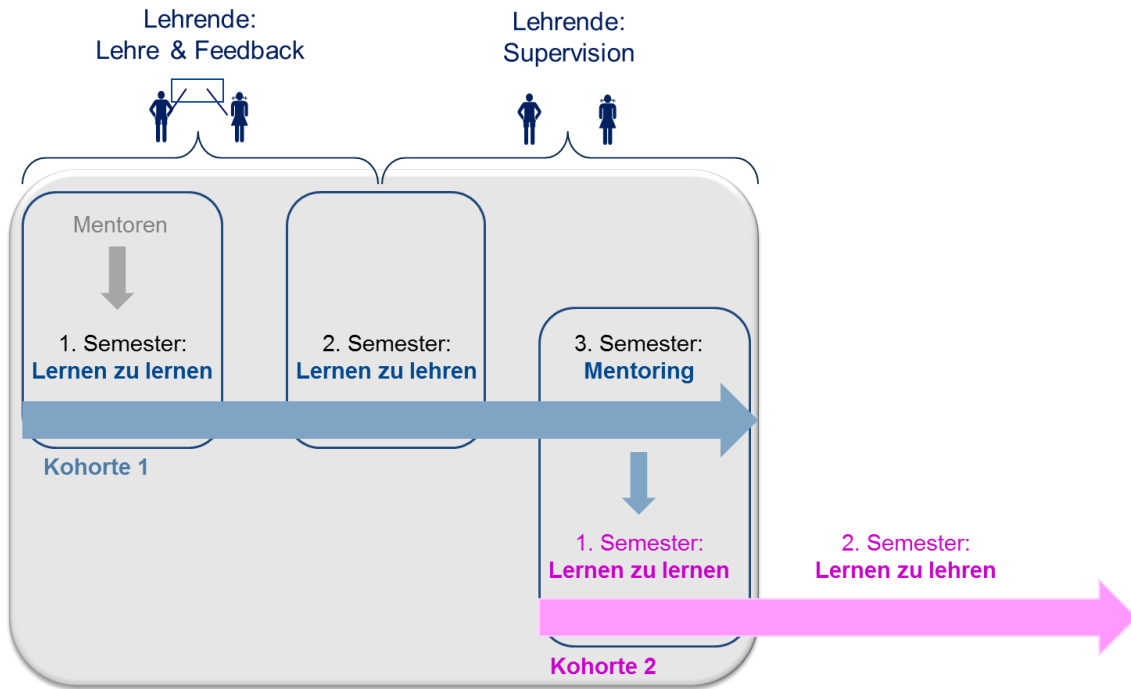 Lehrende:
Lehre & Feedback
Lehrende:
Supervision
Mentoren
1. Semester:
Lernen zu lernen
2. Semester:
Lernen zu lehren
3. Semester:
Mentoring
Kohorte 1
1. Semester:
Lernen zu lernen
2. Semester:
Lernen zu lehren
Kohorte 2